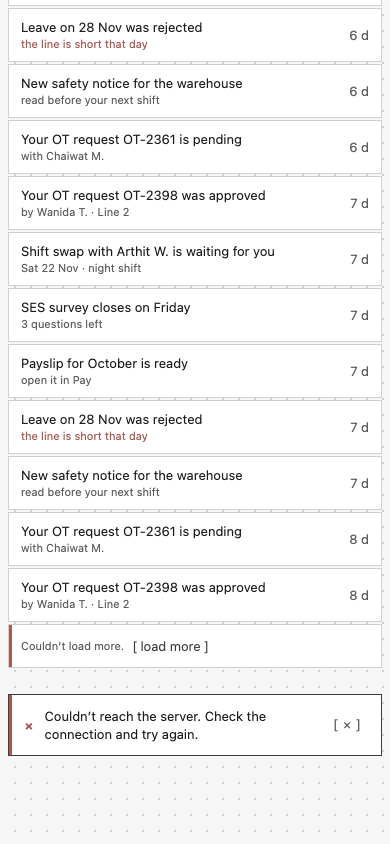 Leave on 28 Nov was rejected
the line is short that day
6 d
New safety notice for the warehouse
read before your next shift
6 d
Your OT request OT-2361 is pending
with Chaiwat M.
6 d
Your OT request OT-2398 was approved
by Wanida T. · Line 2
7 d
Shift swap with Arthit W. is waiting for you
Sat 22 Nov · night shift
7 d
SES survey closes on Friday
3 questions left
7 d
Payslip for October is ready
open it in Pay
7 d
Leave on 28 Nov was rejected
the line is short that day
7 d
New safety notice for the warehouse
read before your next shift
7 d
Your OT request OT-2361 is pending
with Chaiwat M.
8 d
Your OT request OT-2398 was approved
by Wanida T. · Line 2
8 d
Couldn’t load more. [ load more ]
× Couldn’t reach the server. Check the
connection and try again.
[ × ]